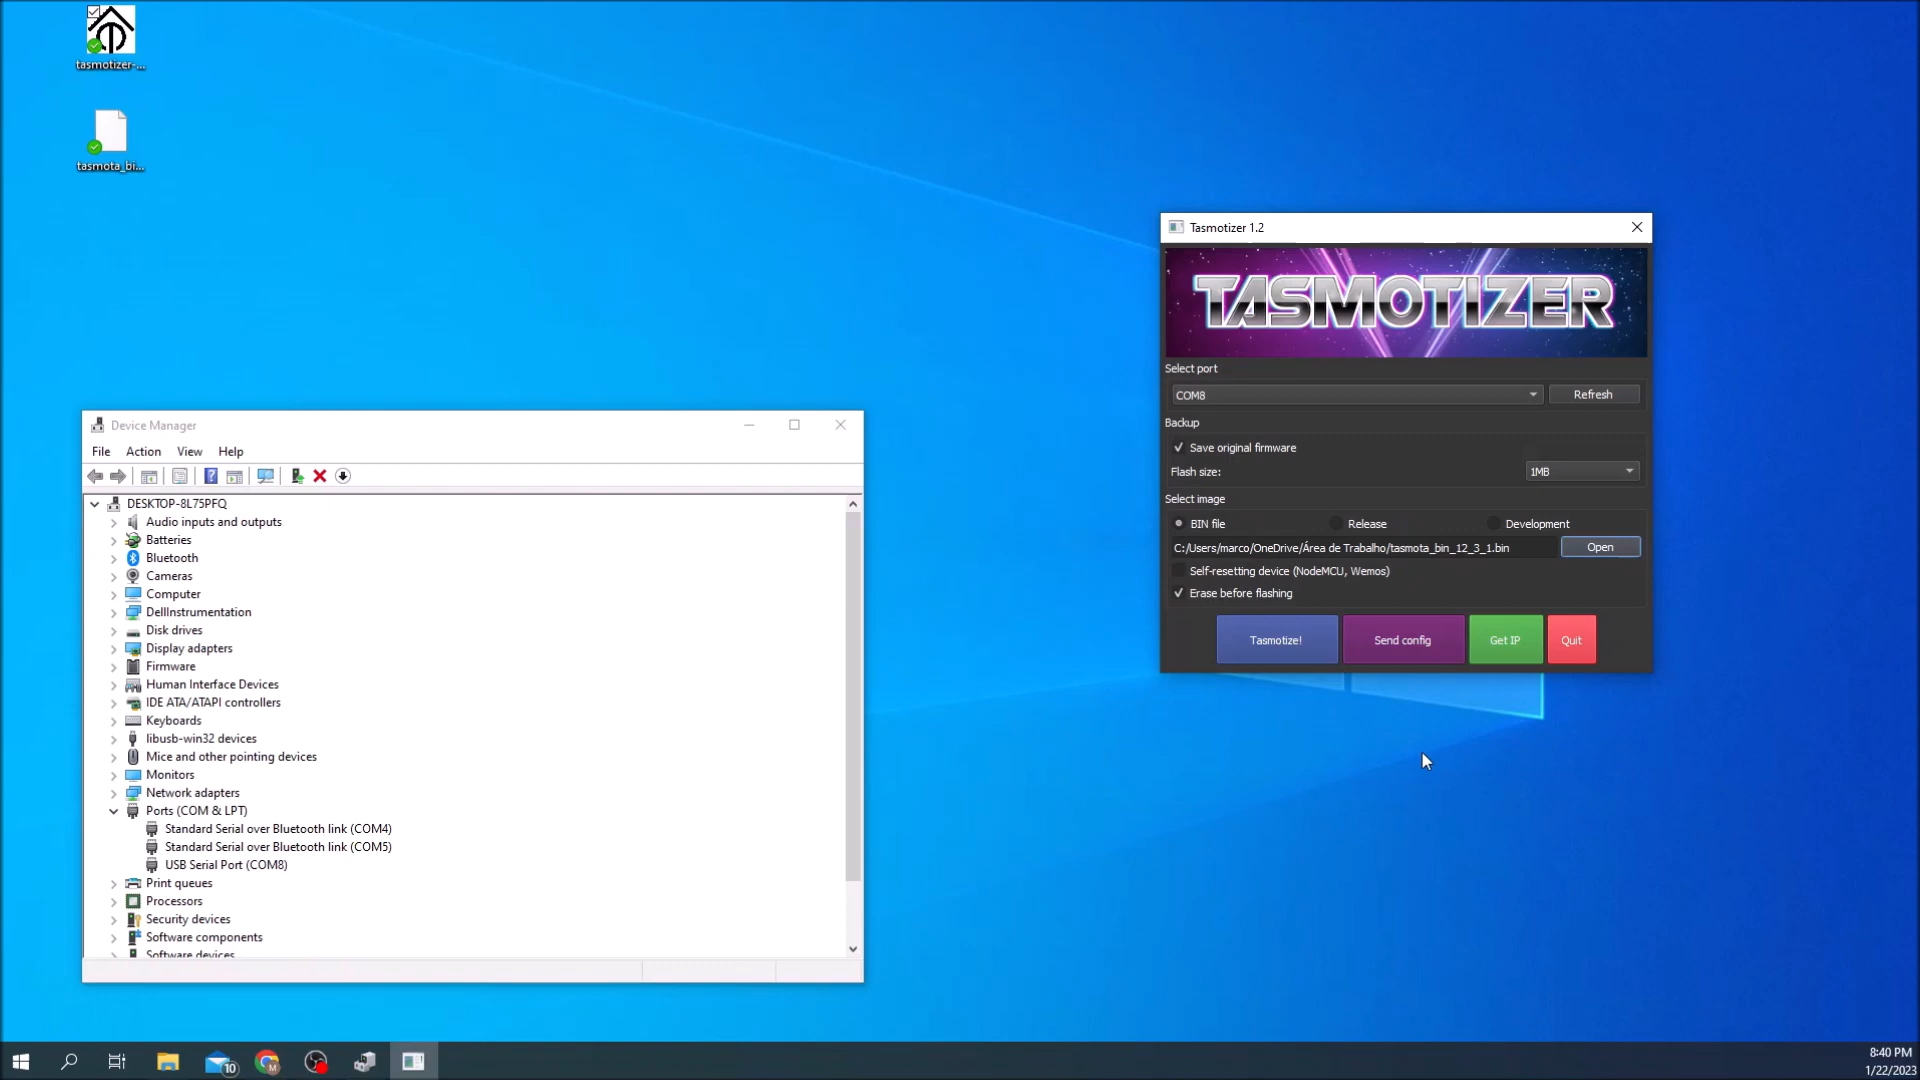 tasmotizer-...
tasmota_bi...
Tasmotizer 1.2
TASMOTIZER
Select port
COM8
Refresh
Backup
Save original firmware
Flash size:
1MB
Select image
BIN file
Release
Development
C:/Users/marco/OneDrive/Área de Trabalho/tasmota_bin_12_3_1.bin
Open
Self-resetting device (NodeMCU, Wemos)
Erase before flashing
Tasmotize!
Send config
Get IP
Quit
Device Manager
File Action View Help
DESKTOP-8L75PFQ
Audio inputs and outputs
Batteries
Bluetooth
Cameras
Computer
DellInstrumentation
Disk drives
Display adapters
Firmware
Human Interface Devices
IDE ATA/ATAPI controllers
Keyboards
libusb-win32 devices
Mice and other pointing devices
Monitors
Network adapters
Ports (COM & LPT)
Standard Serial over Bluetooth link (COM4)
Standard Serial over Bluetooth link (COM5)
USB Serial Port (COM8)
Print queues
Processors
Security devices
Software components
Software devices
10
M
8:40 PM
1/22/2023